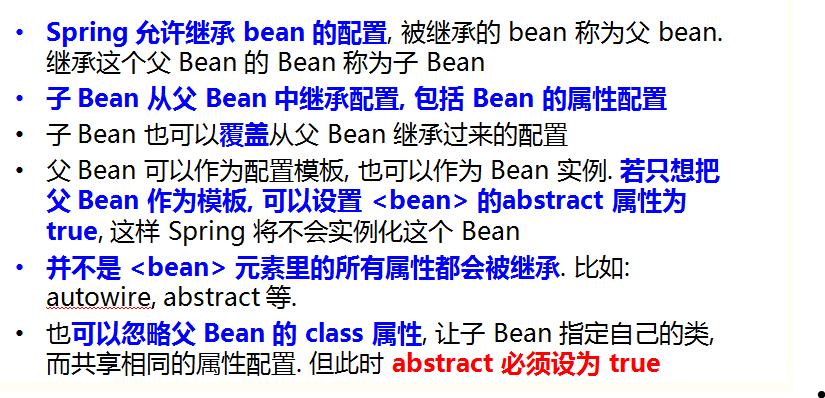 • Spring 允许继承 bean 的配置, 被继承的 bean 称为父 bean.
继承这个父 Bean 的 Bean 称为子 Bean
• 子 Bean 从父 Bean 中继承配置, 包括 Bean 的属性配置
• 子 Bean 也可以覆盖从父 Bean 继承过来的配置
• 父 Bean 可以作为配置模板, 也可以作为 Bean 实例. 若只想把
父 Bean 作为模板, 可以设置 <bean> 的abstract 属性为
true, 这样 Spring 将不会实例化这个 Bean
• 并不是 <bean> 元素里的所有属性都会被继承. 比如:
autowire, abstract 等.
• 也可以忽略父 Bean 的 class 属性, 让子 Bean 指定自己的类,
而共享相同的属性配置. 但此时 abstract 必须设为 true